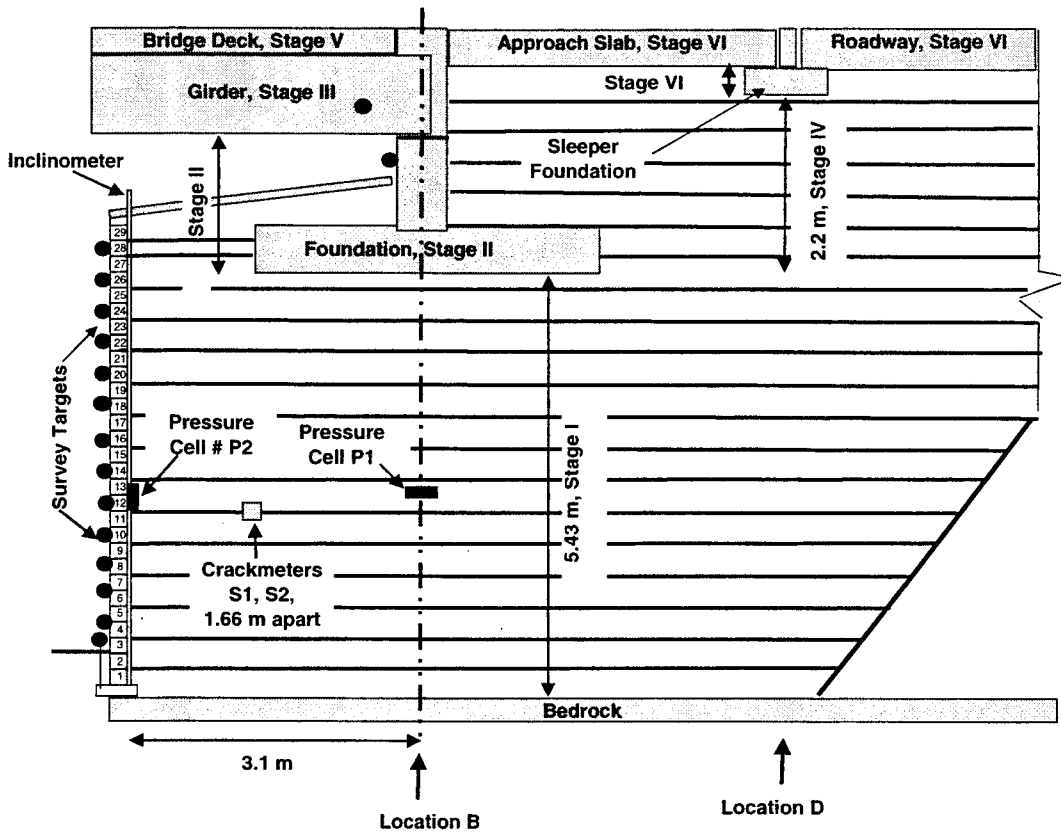 Bridge Deck, Stage V
Approach Slab, Stage VI
Roadway, Stage VI
Girder, Stage III
Stage VI
Inclinometer
Sleeper
Foundation
Stage II
2.2 m, Stage IV
Foundation, Stage II
29
28
27
26
25
24
23
22
21
20
19
18
17
16
15
14
13
12
11
10
9
8
7
6
5
4
3
2
1
Survey Targets
Pressure
Cell # P2
Pressure
Cell P1
5.43 m, Stage I
Crackmeters
S1, S2,
1.66 m apart
Bedrock
3.1 m
Location B
Location D